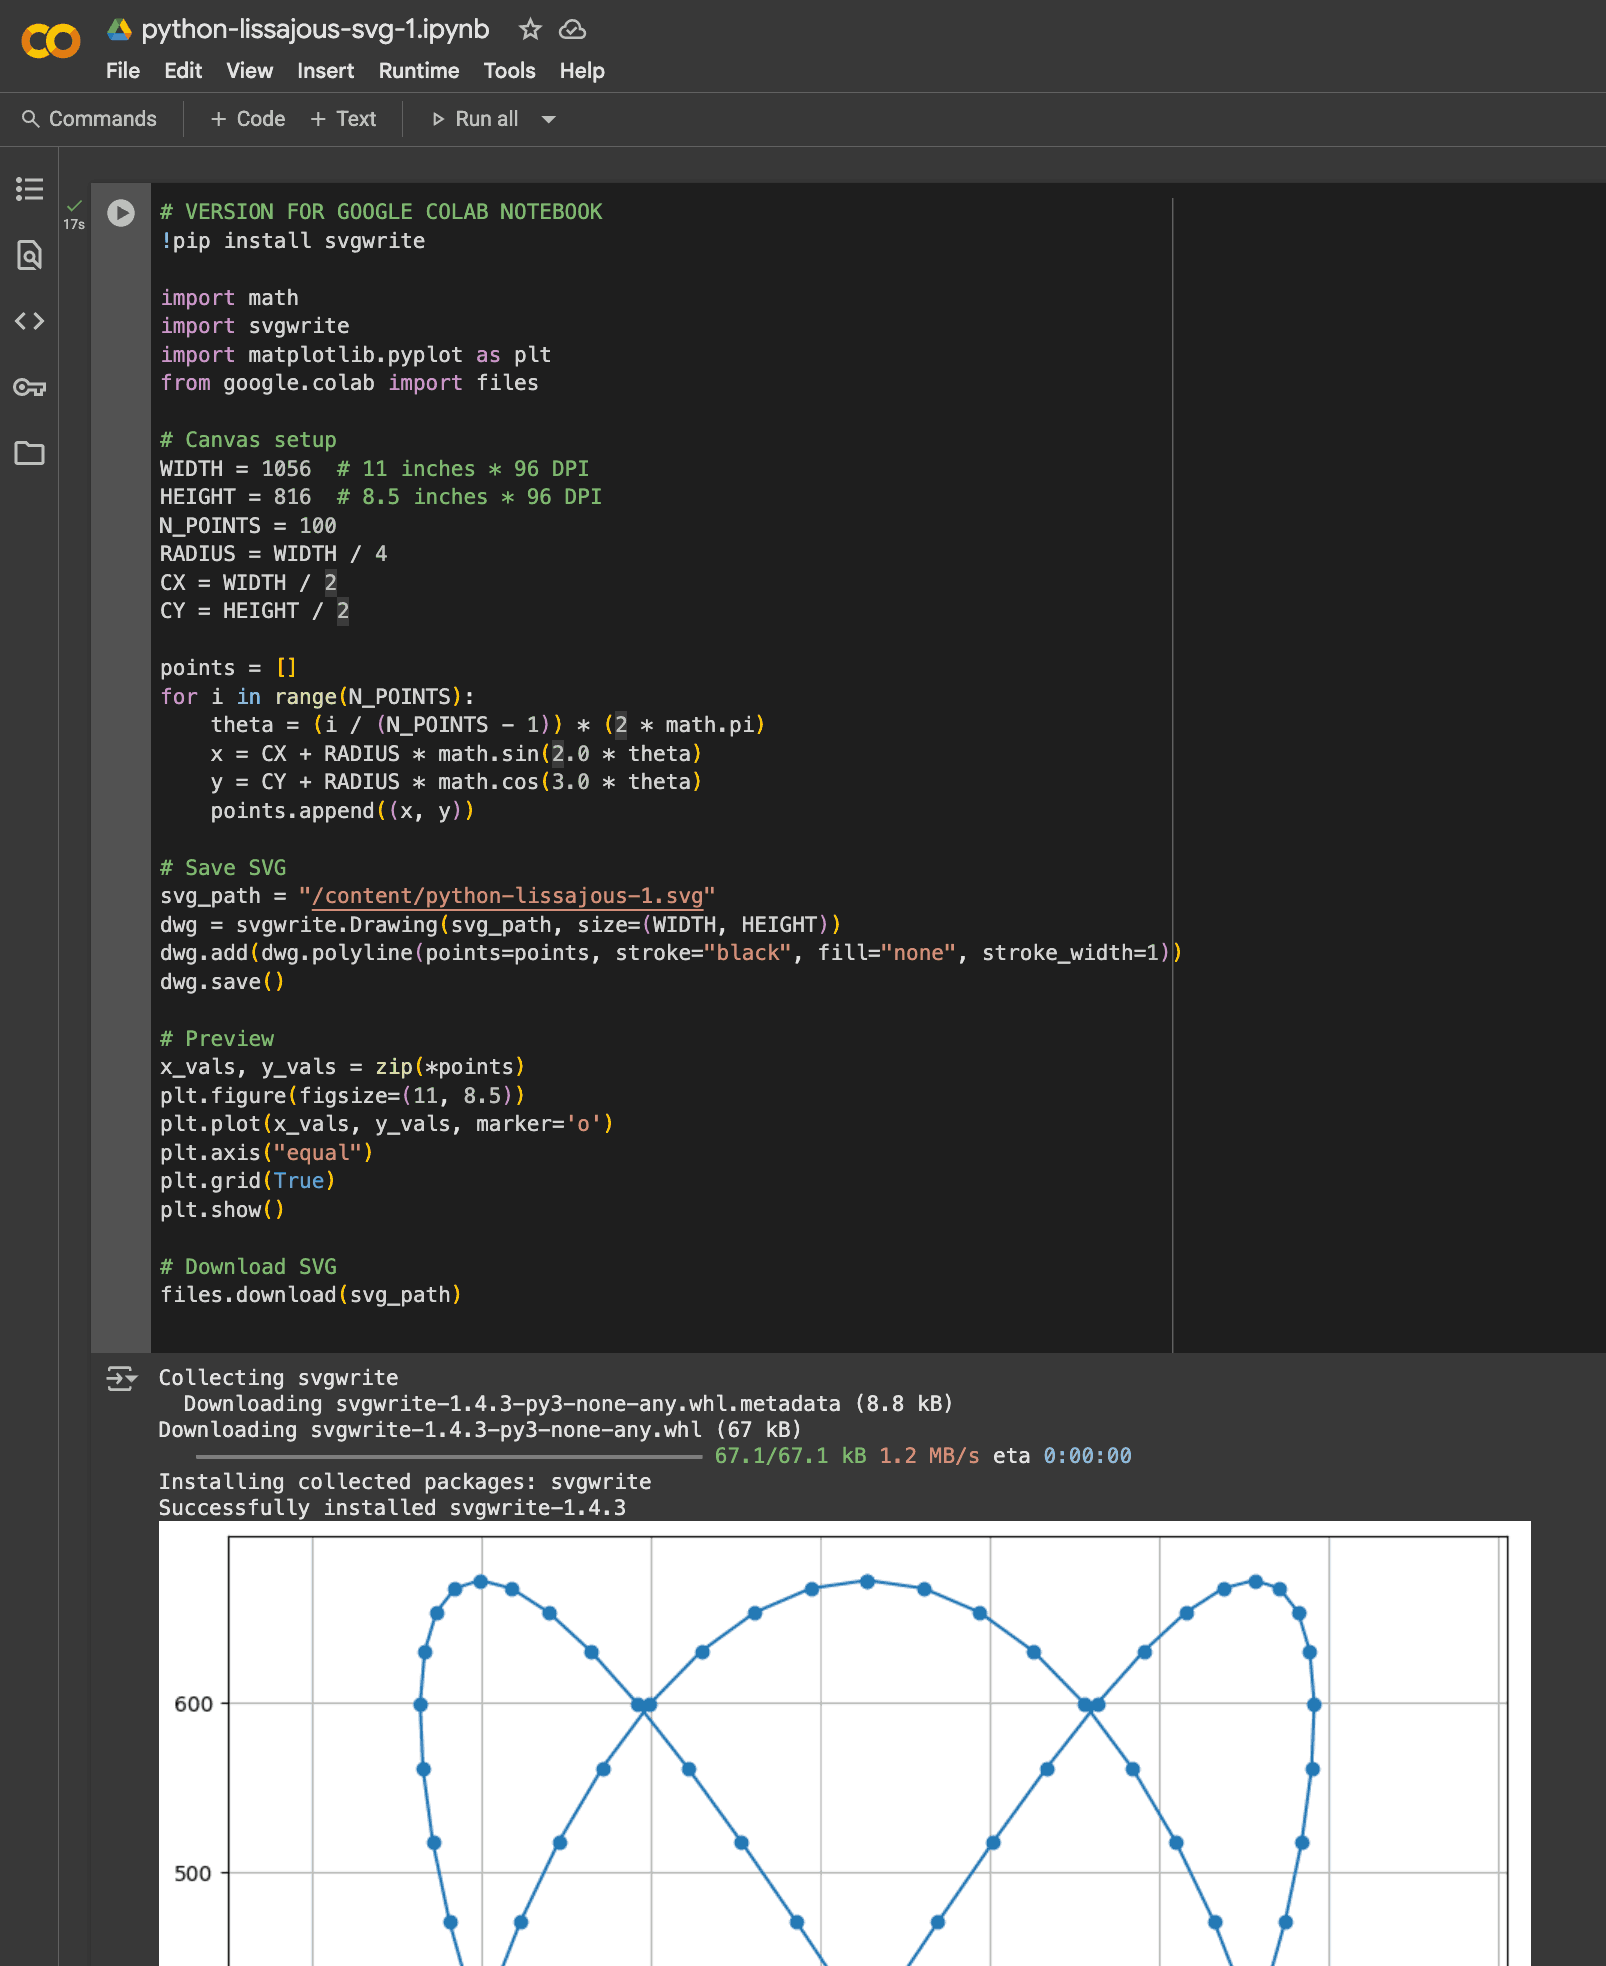 python-lissajous-svg-1.ipynb
File Edit View Insert Runtime Tools Help
Commands + Code + Text Run all
17s
# VERSION FOR GOOGLE COLAB NOTEBOOK
!pip install svgwrite
import math
import svgwrite
import matplotlib.pyplot as plt
from google.colab import files
# Canvas setup
WIDTH = 1056  # 11 inches * 96 DPI
HEIGHT = 816  # 8.5 inches * 96 DPI
N_POINTS = 100
RADIUS = WIDTH / 4
CX = WIDTH / 2
CY = HEIGHT / 2
points = []
for i in range(N_POINTS):
    theta = (i / (N_POINTS - 1)) * (2 * math.pi)
    x = CX + RADIUS * math.sin(2.0 * theta)
    y = CY + RADIUS * math.cos(3.0 * theta)
    points.append((x, y))
# Save SVG
svg_path = "/content/python-lissajous-1.svg"
dwg = svgwrite.Drawing(svg_path, size=(WIDTH, HEIGHT))
dwg.add(dwg.polyline(points=points, stroke="black", fill="none", stroke_width=1))
dwg.save()
# Preview
x_vals, y_vals = zip(*points)
plt.figure(figsize=(11, 8.5))
plt.plot(x_vals, y_vals, marker='o')
plt.axis("equal")
plt.grid(True)
plt.show()
# Download SVG
files.download(svg_path)
Collecting svgwrite
  Downloading svgwrite-1.4.3-py3-none-any.whl.metadata (8.8 kB)
Downloading svgwrite-1.4.3-py3-none-any.whl (67 kB)
67.1/67.1 kB 1.2 MB/s eta 0:00:00
Installing collected packages: svgwrite
Successfully installed svgwrite-1.4.3
600
500